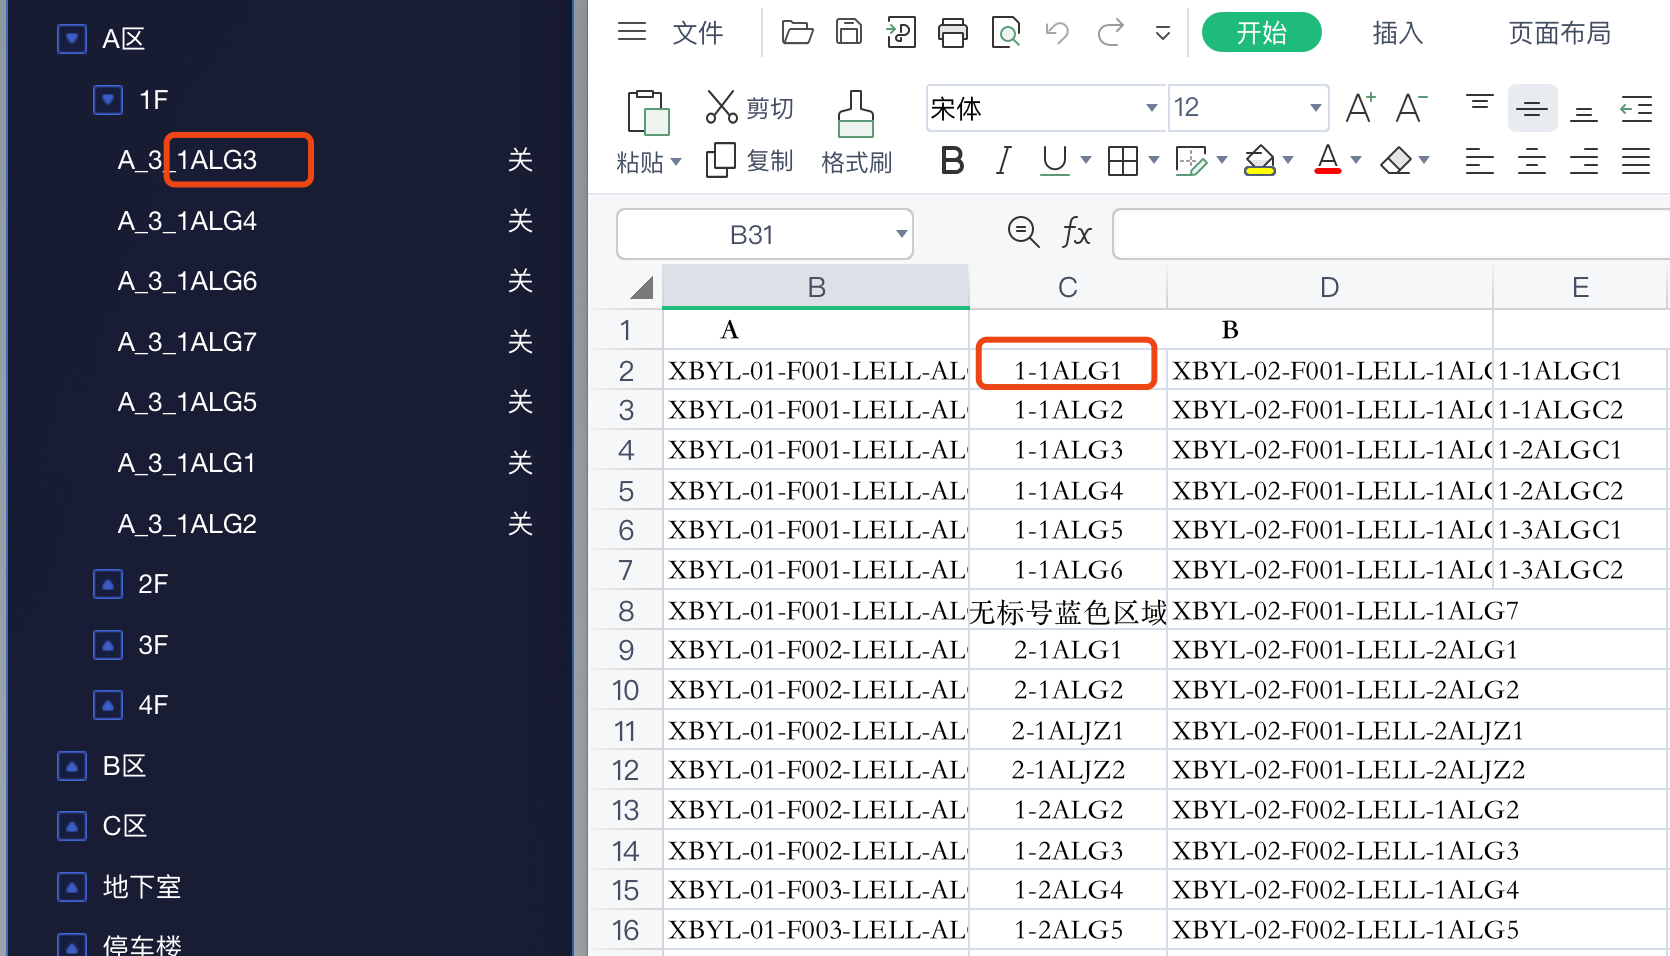 A区
1F
A_3_1ALG3 关
A_3_1ALG4 关
A_3_1ALG6 关
A_3_1ALG7 关
A_3_1ALG5 关
A_3_1ALG1 关
A_3_1ALG2 关
2F
3F
4F
B区
C区
地下室
停车楼
文件 开始 插入 页面布局
剪切 宋体 12 A+ A-
粘贴 复制 格式刷 B I U A
B31 fx
B C D E
1 A B
2 XBYL-01-F001-LELL-AL 1-1ALG1 XBYL-02-F001-LELL-1AL 1-1ALGC1
3 XBYL-01-F001-LELL-AL 1-1ALG2 XBYL-02-F001-LELL-1AL 1-1ALGC2
4 XBYL-01-F001-LELL-AL 1-1ALG3 XBYL-02-F001-LELL-1AL 1-2ALGC1
5 XBYL-01-F001-LELL-AL 1-1ALG4 XBYL-02-F001-LELL-1AL 1-2ALGC2
6 XBYL-01-F001-LELL-AL 1-1ALG5 XBYL-02-F001-LELL-1AL 1-3ALGC1
7 XBYL-01-F001-LELL-AL 1-1ALG6 XBYL-02-F001-LELL-1AL 1-3ALGC2
8 XBYL-01-F001-LELL-AL 无标号蓝色区域 XBYL-02-F001-LELL-1ALG7
9 XBYL-01-F002-LELL-AL 2-1ALG1 XBYL-02-F001-LELL-2ALG1
10 XBYL-01-F002-LELL-AL 2-1ALG2 XBYL-02-F001-LELL-2ALG2
11 XBYL-01-F002-LELL-AL 2-1ALJZ1 XBYL-02-F001-LELL-2ALJZ1
12 XBYL-01-F002-LELL-AL 2-1ALJZ2 XBYL-02-F001-LELL-2ALJZ2
13 XBYL-01-F002-LELL-AL 1-2ALG2 XBYL-02-F002-LELL-1ALG2
14 XBYL-01-F002-LELL-AL 1-2ALG3 XBYL-02-F002-LELL-1ALG3
15 XBYL-01-F003-LELL-AL 1-2ALG4 XBYL-02-F002-LELL-1ALG4
16 XBYL-01-F003-LELL-AL 1-2ALG5 XBYL-02-F002-LELL-1ALG5